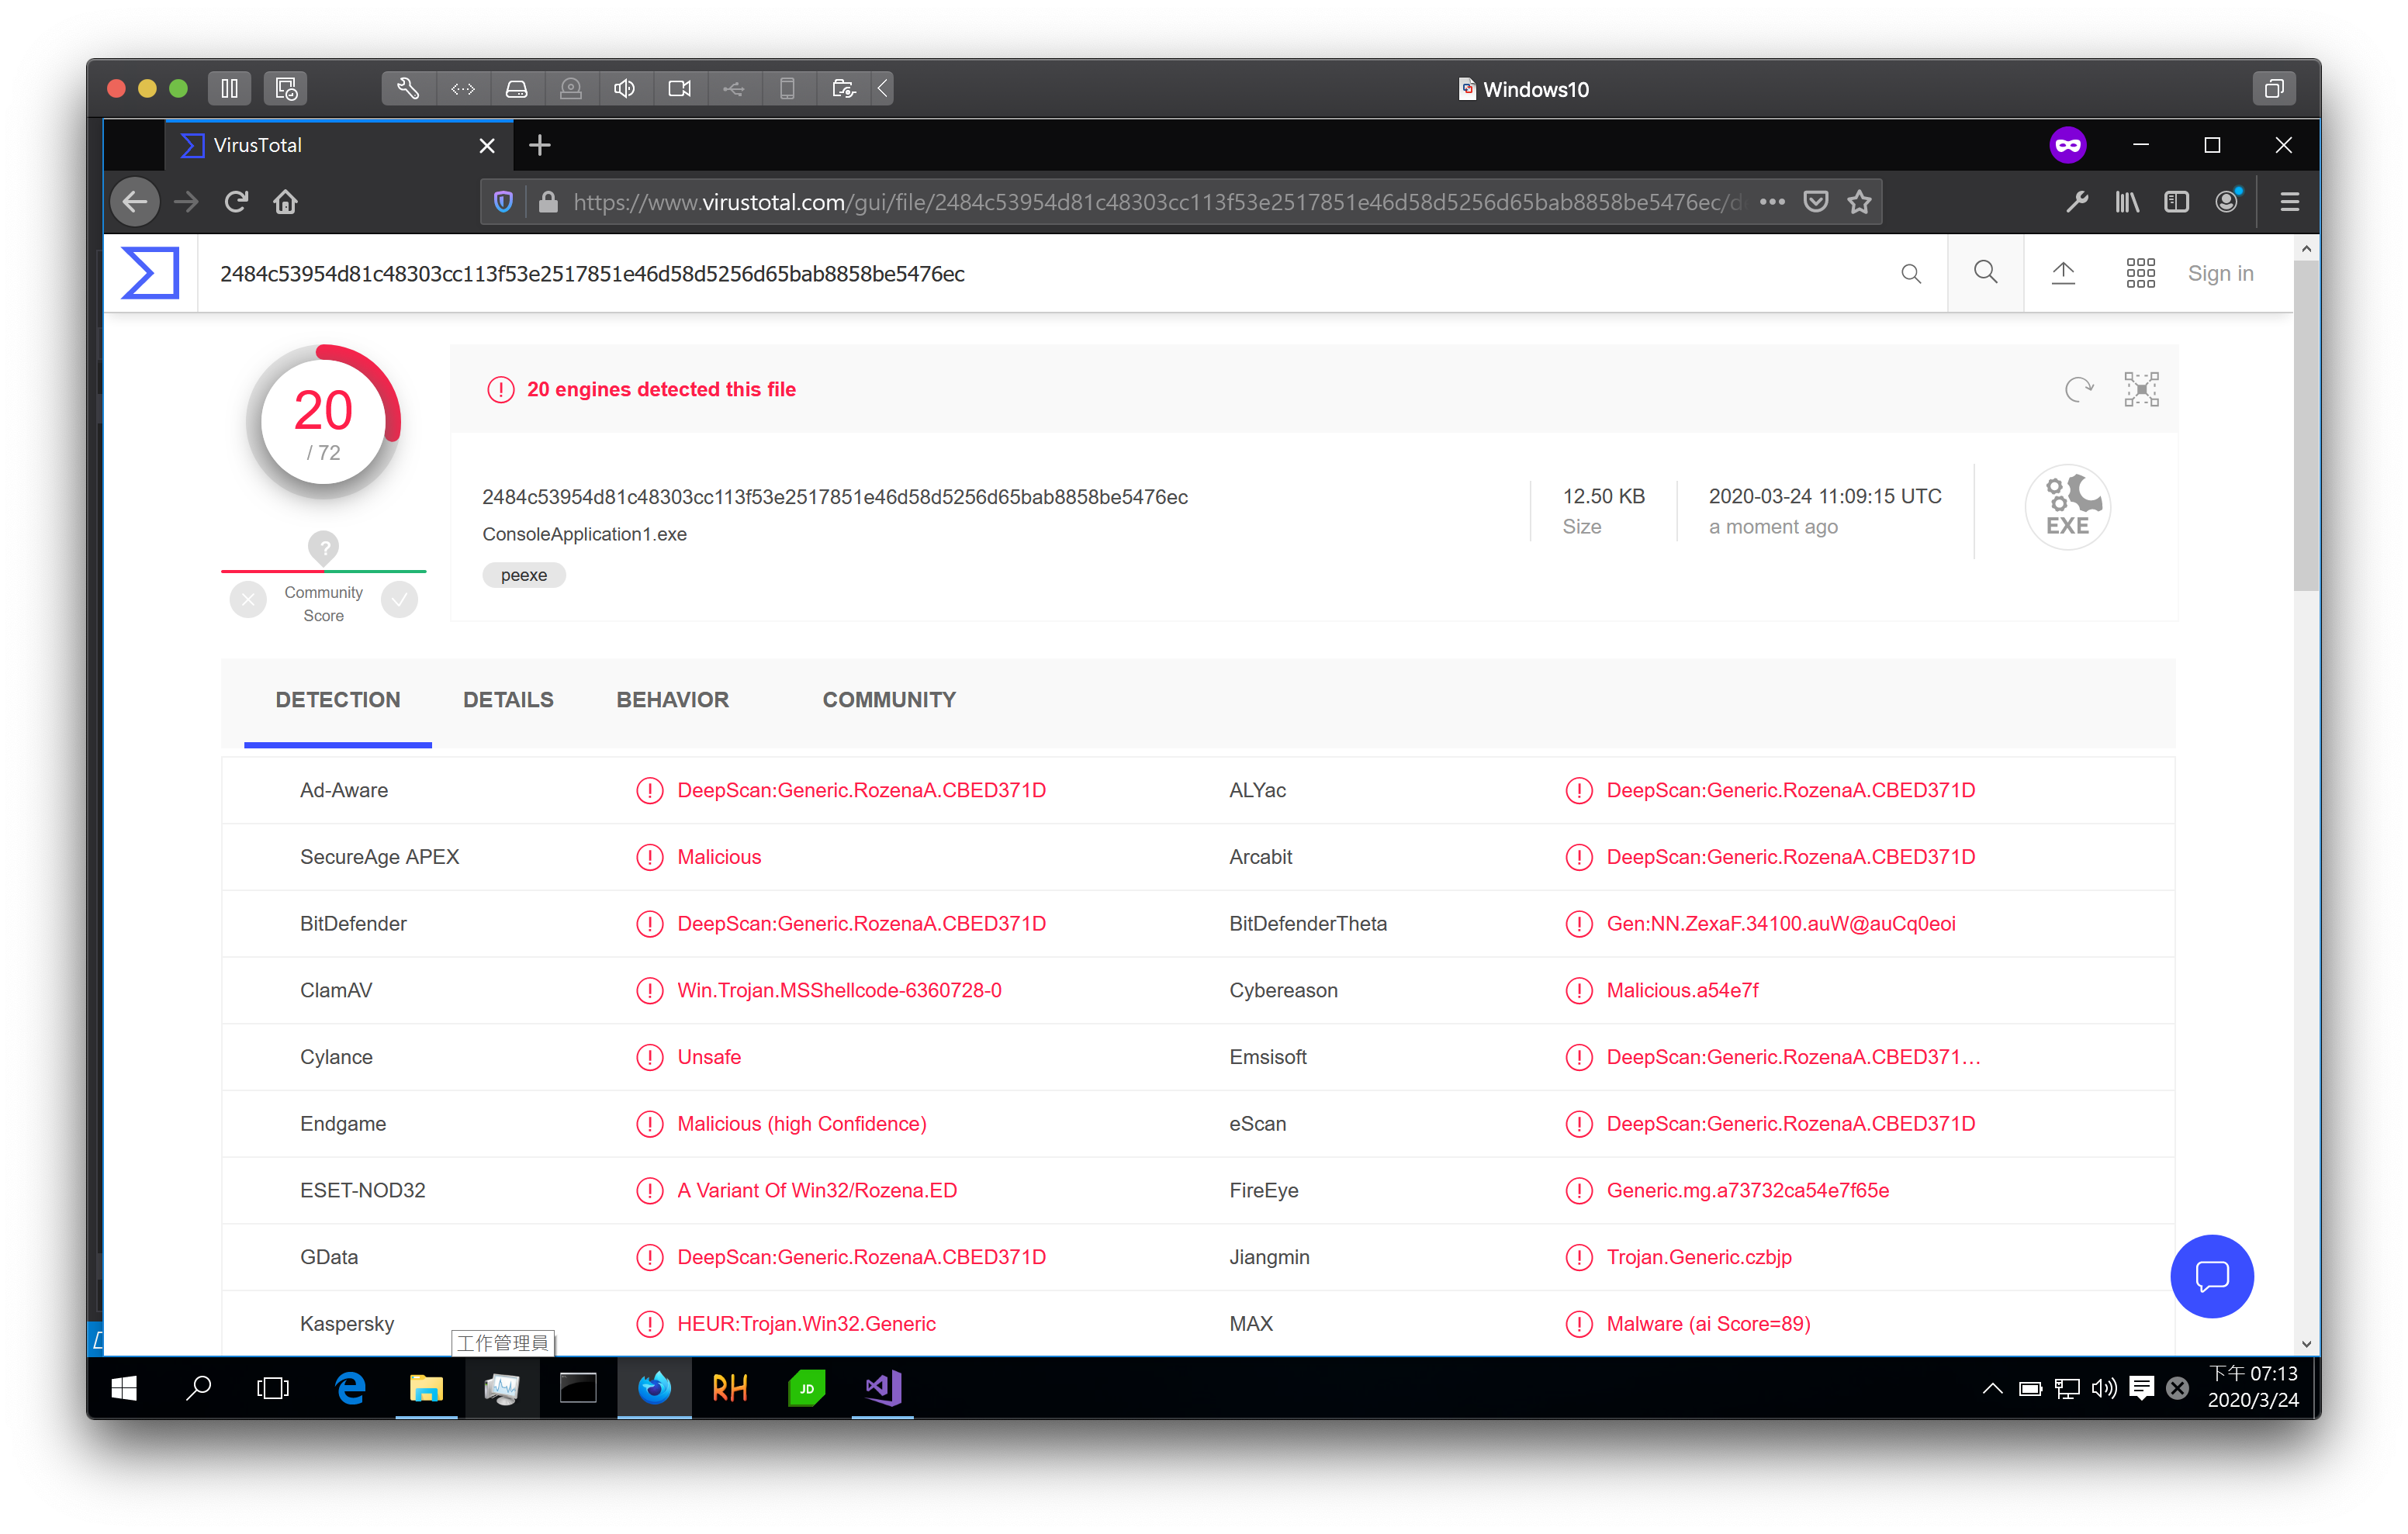 Windows10
VirusTotal
https://www.virustotal.com/gui/file/2484c53954d81c48303cc113f53e2517851e46d58d5256d65bab8858be5476ec/d
2484c53954d81c48303cc113f53e2517851e46d58d5256d65bab8858be5476ec
Sign in
20
/ 72
20 engines detected this file
2484c53954d81c48303cc113f53e2517851e46d58d5256d65bab8858be5476ec
ConsoleApplication1.exe
peexe
12.50 KB
Size
2020-03-24 11:09:15 UTC
a moment ago
EXE
?
Community
Score
DETECTION DETAILS BEHAVIOR COMMUNITY
Ad-Aware DeepScan:Generic.RozenaA.CBED371D ALYac DeepScan:Generic.RozenaA.CBED371D
SecureAge APEX Malicious Arcabit DeepScan:Generic.RozenaA.CBED371D
BitDefender DeepScan:Generic.RozenaA.CBED371D BitDefenderTheta Gen:NN.ZexaF.34100.auW@auCq0eoi
ClamAV Win.Trojan.MSShellcode-6360728-0 Cybereason Malicious.a54e7f
Cylance Unsafe Emsisoft DeepScan:Generic.RozenaA.CBED371...
Endgame Malicious (high Confidence) eScan DeepScan:Generic.RozenaA.CBED371D
ESET-NOD32 A Variant Of Win32/Rozena.ED FireEye Generic.mg.a73732ca54e7f65e
GData DeepScan:Generic.RozenaA.CBED371D Jiangmin Trojan.Generic.czbjp
Kaspersky HEUR:Trojan.Win32.Generic MAX Malware (ai Score=89)
工作管理員
RH
JD
下午 07:13
2020/3/24